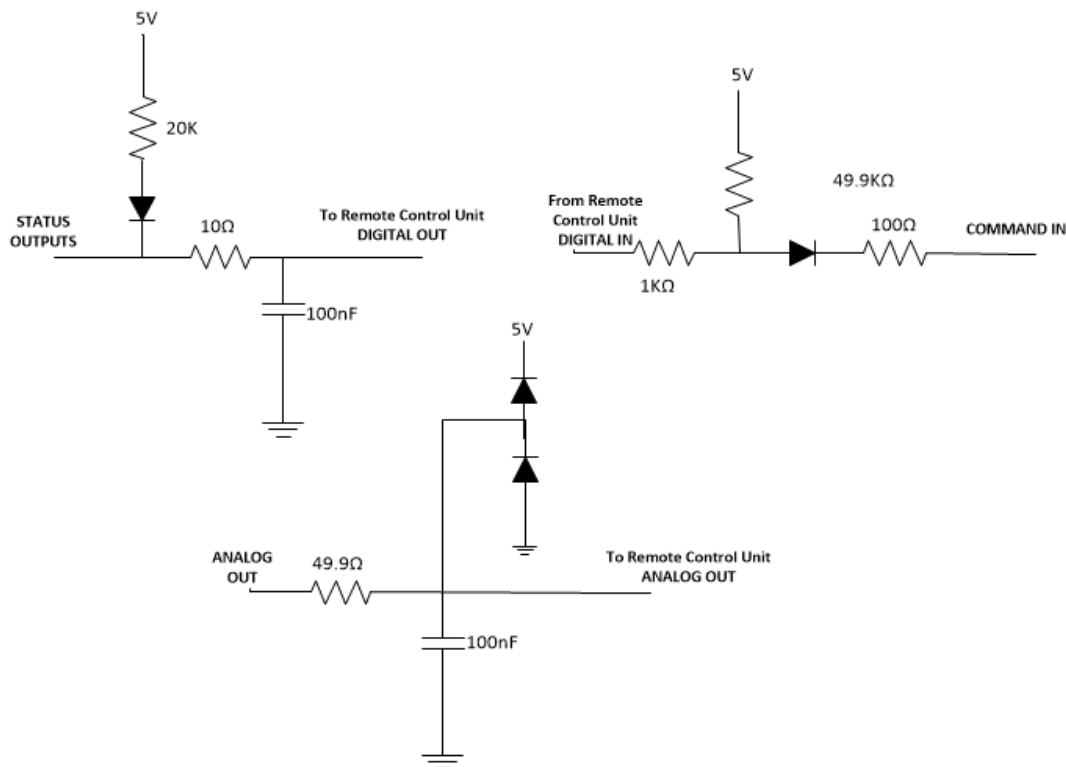 5V
20K
STATUS
OUTPUTS
10Ω
To Remote Control Unit
DIGITAL OUT
100nF
5V
49.9KΩ
From Remote
Control Unit
DIGITAL IN
1KΩ
100Ω
COMMAND IN
5V
ANALOG
OUT
49.9Ω
To Remote Control Unit
ANALOG OUT
100nF